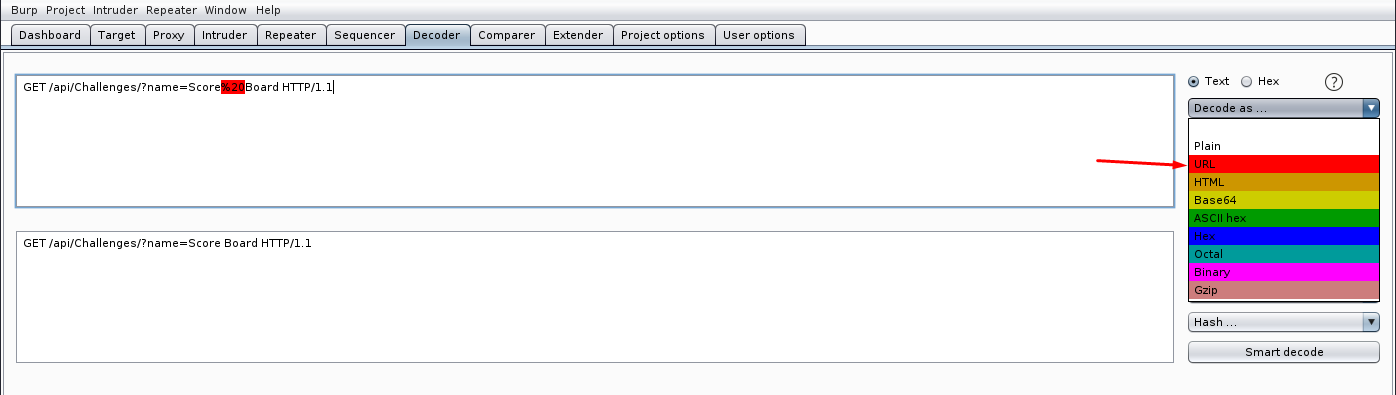 Burp Project Intruder Repeater Window Help
Dashboard Target Proxy Intruder Repeater Sequencer Decoder Comparer Extender Project options User options
GET /api/Challenges/?name=Score%20Board HTTP/1.1
Text Hex ?
Decode as ...
Plain
URL
HTML
Base64
ASCII hex
Hex
Octal
Binary
Gzip
GET /api/Challenges/?name=Score Board HTTP/1.1
Hash ...
Smart decode